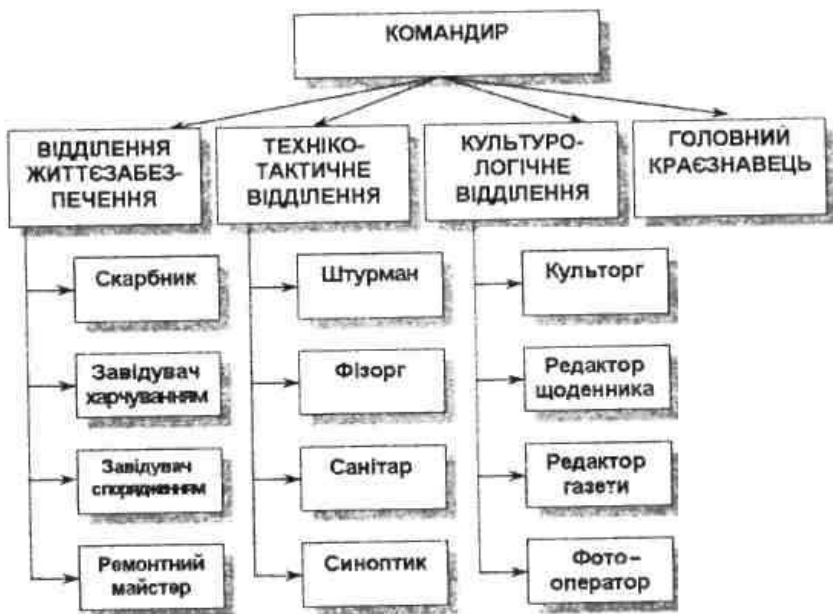 КОМАНДИР
ВІДДІЛЕННЯ
ЖИТТЄЗАБЕЗ-
ПЕЧЕННЯ
ТЕХНІКО-
ТАКТИЧНЕ
ВІДДІЛЕННЯ
КУЛЬТУРО-
ЛОГІЧНЕ
ВІДДІЛЕННЯ
ГОЛОВНИЙ
КРАЄЗНАВЕЦЬ
Скарбник
Завідувач
харчуванням
Завідувач
спорядженням
Ремонтний
майстер
Штурман
Фізорг
Санітар
Синоптик
Культорг
Редактор
щоденника
Редактор
газети
Фото-
оператор